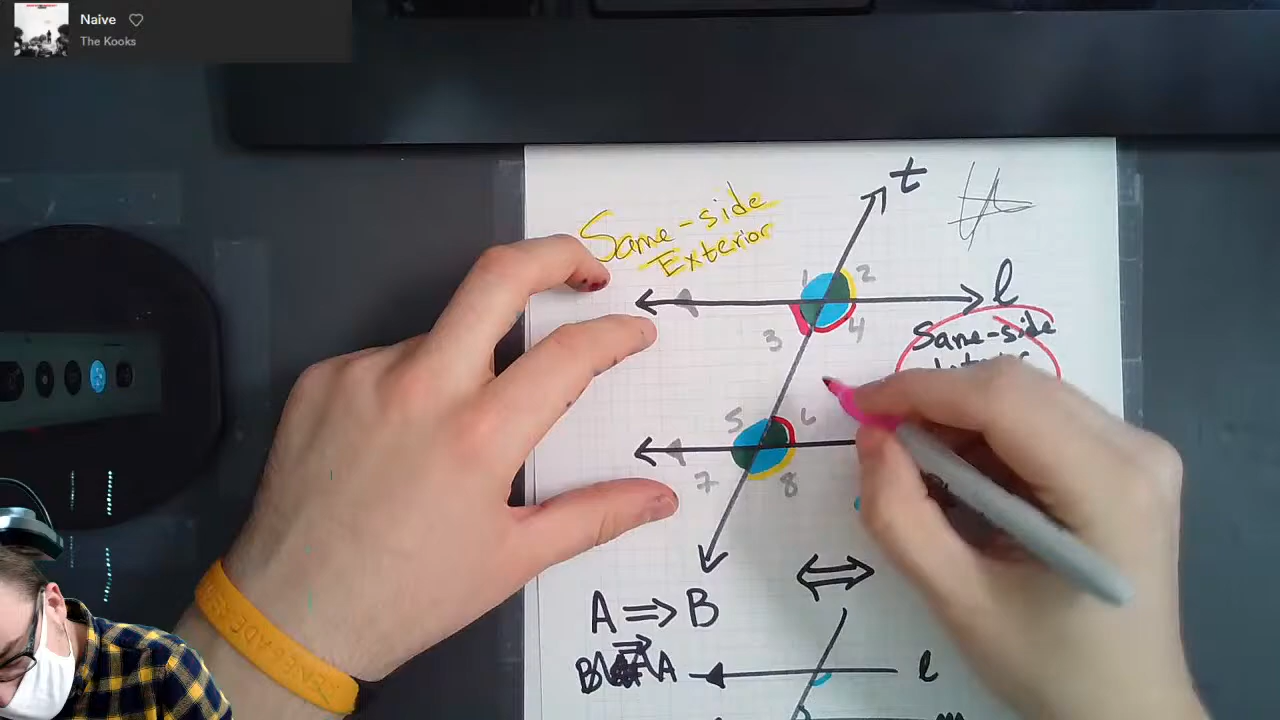 Naive
The Kooks
t
Same-side
Exterior
1 2
l
3 4
Same-side
5 6
7 8
A ⇒ B
⇔
B A
l
m